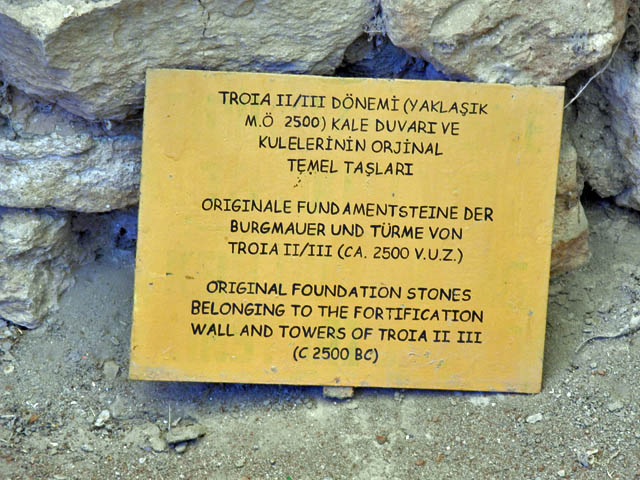 TROIA II/III DÖNEMİ (YAKLAŞIK
M.Ö 2500) KALE DUVARI VE
KULELERİNİN ORJİNAL
TEMEL TAŞLARI
ORIGINALE FUNDAMENTSTEINE DER
BURGMAUER UND TÜRME VON
TROIA II/III (CA. 2500 V.U.Z.)
ORIGINAL FOUNDATION STONES
BELONGING TO THE FORTIFICATION
WALL AND TOWERS OF TROIA II III
(C 2500 BC)